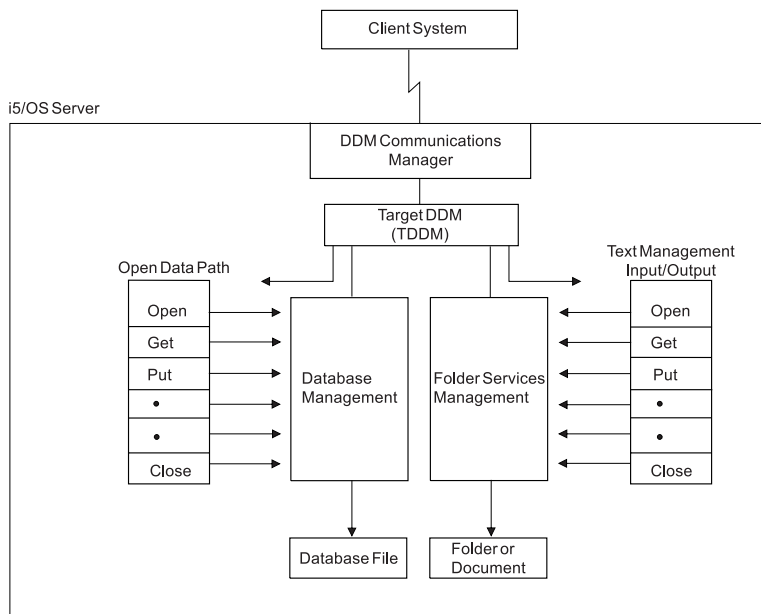 Client System
i5/OS Server
DDM Communications
Manager
Target DDM
(TDDM)
Open Data Path
Open
Get
Put
•
•
Close
Database
Management
Folder Services
Management
Text Management
Input/Output
Open
Get
Put
•
•
Close
Database File
Folder or
Document